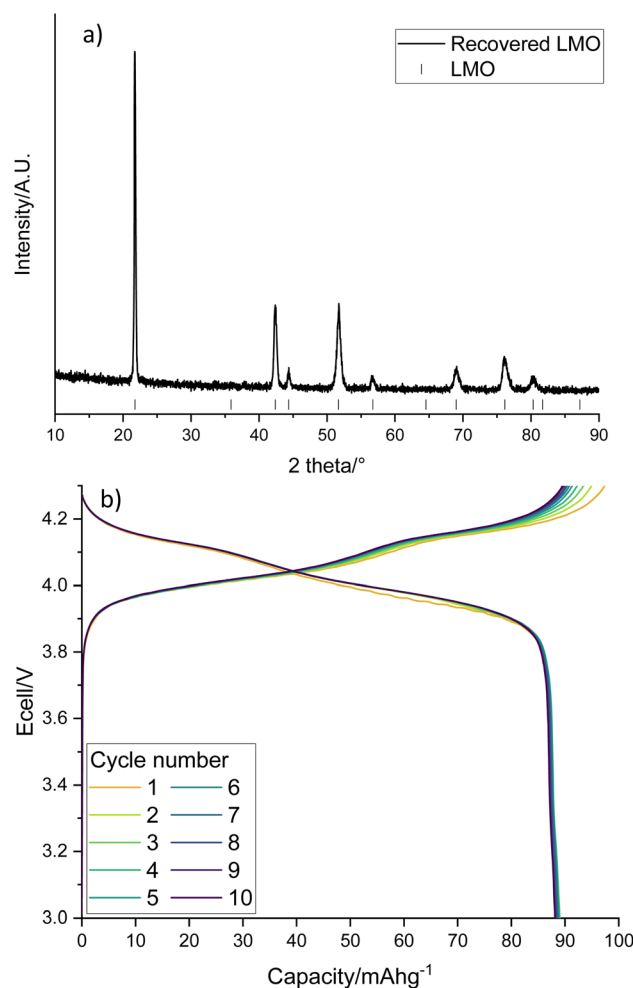 a)
Recovered LMO
LMO
Intensity/A.U.
10 20 30 40 50 60 70 80 90
2 theta/°
b)
4.2
4.0
3.8
3.6
3.4
3.2
3.0
Ecell/V
Cycle number
1 6
2 7
3 8
4 9
5 10
0 10 20 30 40 50 60 70 80 90 100
Capacity/mAhg⁻¹